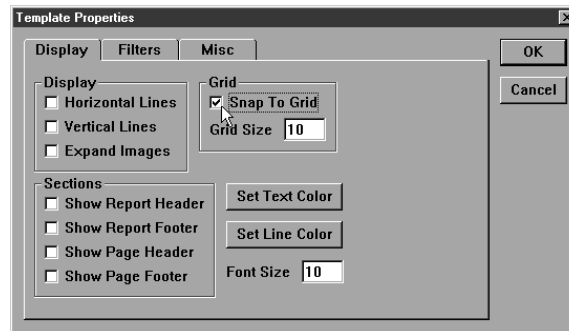 Template Properties
Display Filters Misc
OK
Cancel
Display
Horizontal Lines
Vertical Lines
Expand Images
Grid
Snap To Grid
Grid Size 10
Sections
Show Report Header
Show Report Footer
Show Page Header
Show Page Footer
Set Text Color
Set Line Color
Font Size 10